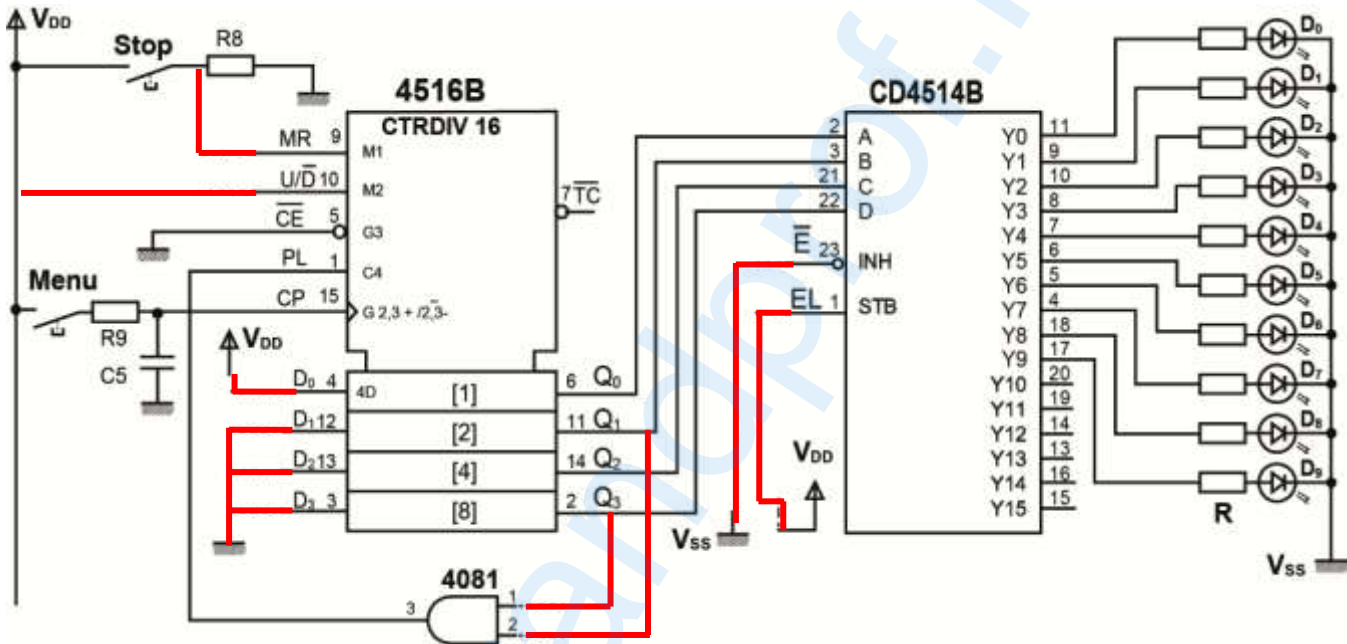 VDD
Stop
R8
4516B
CTRDIV 16
MR 9
M1
U/D̅ 10
M2
7 T̅C̅
C̅E̅ 5
G3
PL 1
C4
Menu
CP 15
G 2,3 + /2,3-
R9
C5
VDD
D0 4
4D
[1]
6 Q0
D1 12
[2]
11 Q1
D2 13
[4]
14 Q2
D3 3
[8]
2 Q3
4081
3
1
2
CD4514B
2 A
3 B
21 C
22 D
E̅ 23
INH
EL 1
STB
VSS
VDD
Y0 11
Y1 9
Y2 10
Y3 8
Y4 7
Y5 6
Y6 5
Y7 4
Y8 18
Y9 17
Y10 20
Y11 19
Y12 14
Y13 13
Y14 16
Y15 15
D0
D1
D2
D3
D4
D5
D6
D7
D8
D9
R
VSS